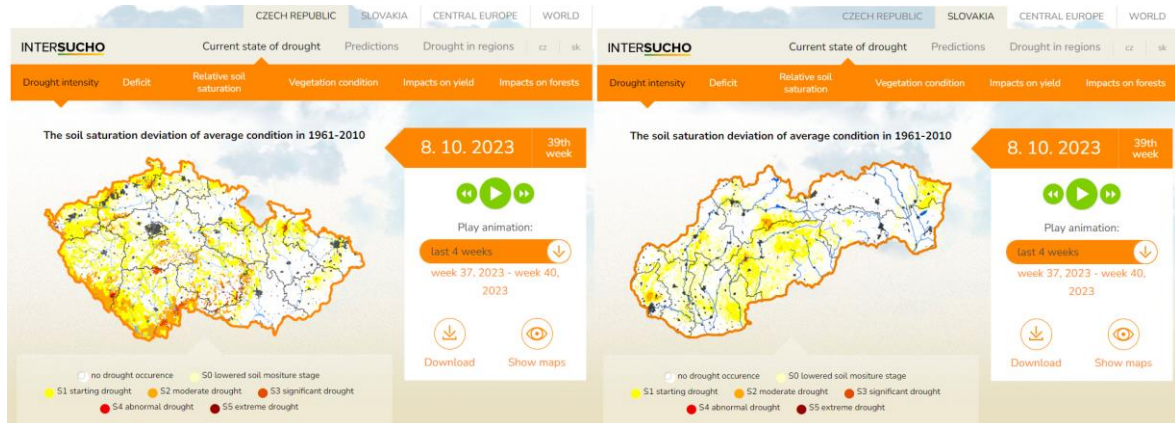 CZECH REPUBLIC SLOVAKIA CENTRAL EUROPE WORLD
INTERSUCHO Current state of drought Predictions Drought in regions cz sk
Drought intensity Deficit Relative soil saturation Vegetation condition Impacts on yield Impacts on forests
The soil saturation deviation of average condition in 1961-2010
8. 10. 2023 39th week
Play animation:
last 4 weeks
week 37, 2023 - week 40,
2023
Download Show maps
no drought occurence S0 lowered soil mositure stage
S1 starting drought S2 moderate drought S3 significant drought
S4 abnormal drought S5 extreme drought
CZECH REPUBLIC SLOVAKIA CENTRAL EUROPE WORLD
INTERSUCHO Current state of drought Predictions Drought in regions cz sk
Drought intensity Deficit Relative soil saturation Vegetation condition Impacts on yield Impacts on forests
The soil saturation deviation of average condition in 1961-2010
8. 10. 2023 39th week
Play animation:
last 4 weeks
week 37, 2023 - week 40,
2023
Download Show maps
no drought occurence S0 lowered soil mositure stage
S1 starting drought S2 moderate drought S3 significant drought
S4 abnormal drought S5 extreme drought